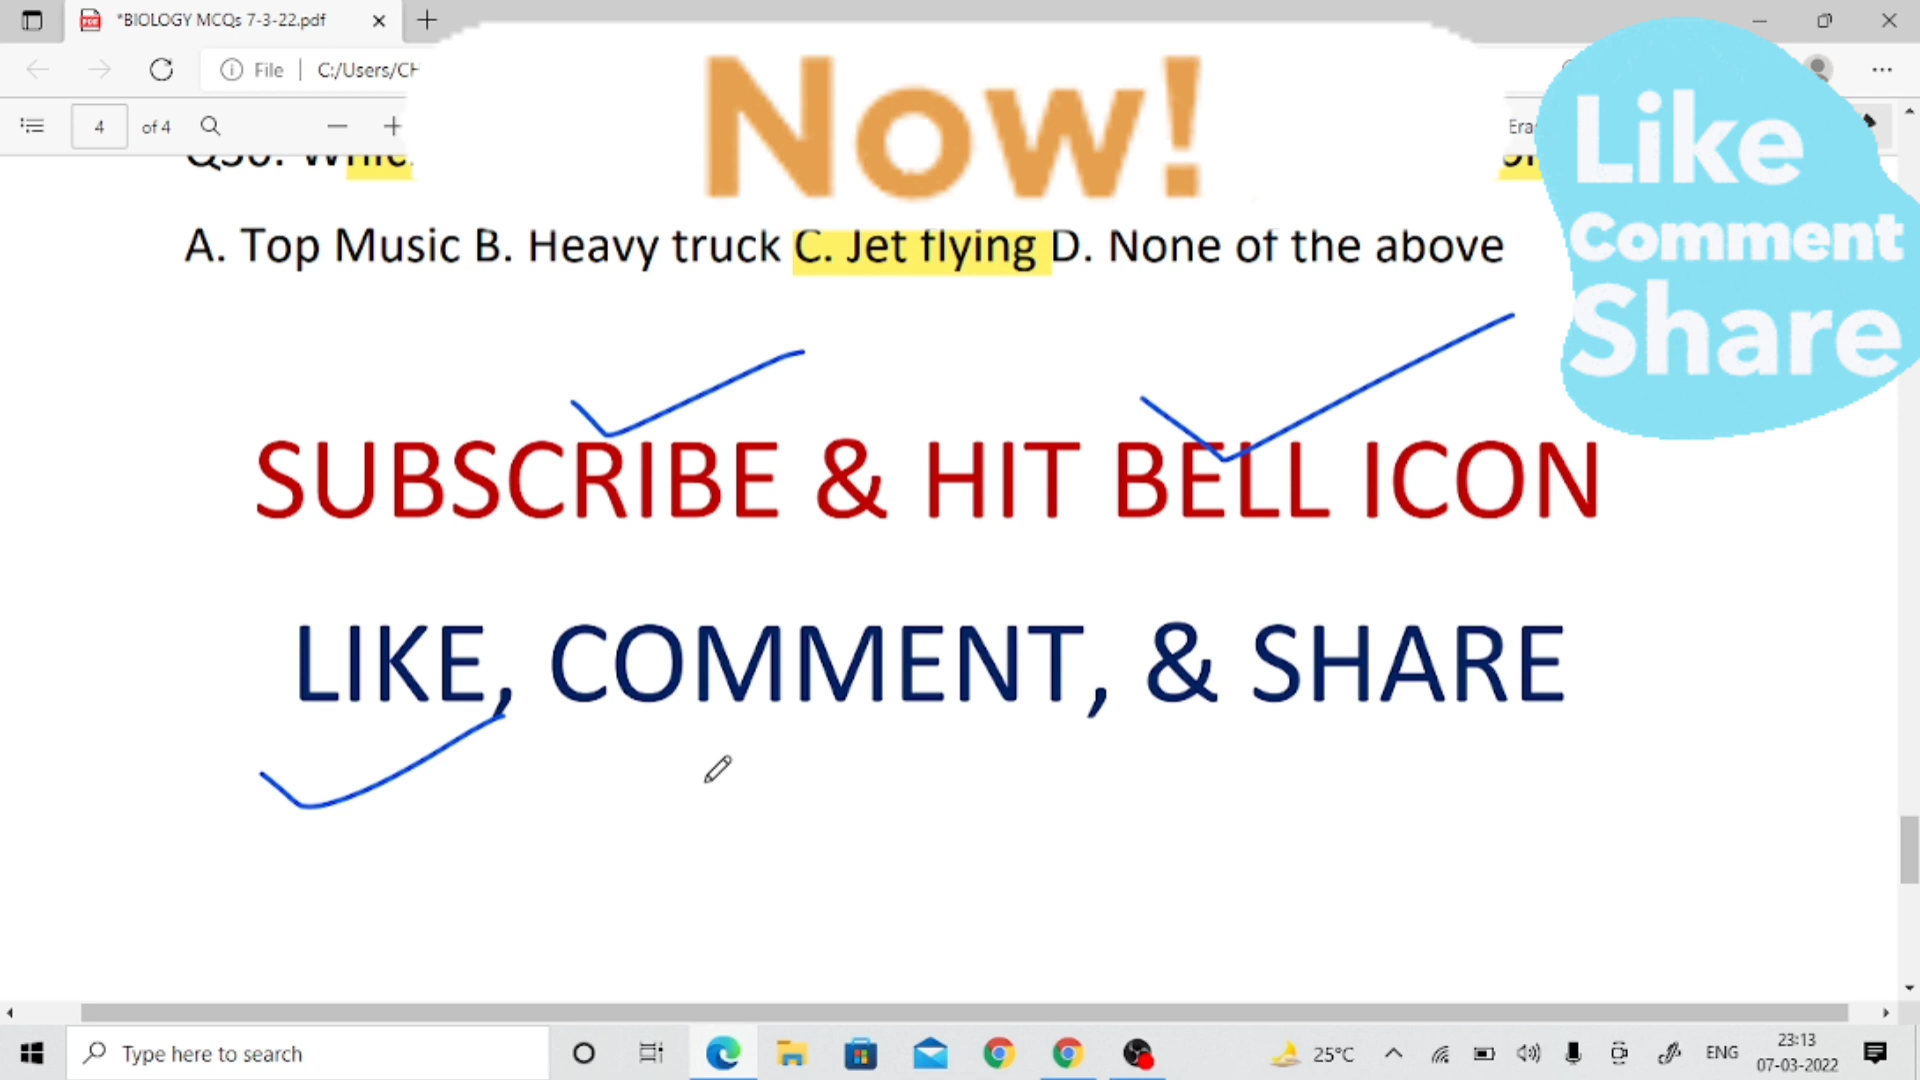 *BIOLOGY MCQs 7-3-22.pdf
File | C:/Users/CH
4 of 4
Now!
Like
Comment
Share
A. Top Music B. Heavy truck C. Jet flying D. None of the above
SUBSCRIBE & HIT BELL ICON
LIKE, COMMENT, & SHARE
Type here to search
25°C
ENG
23:13
07-03-2022